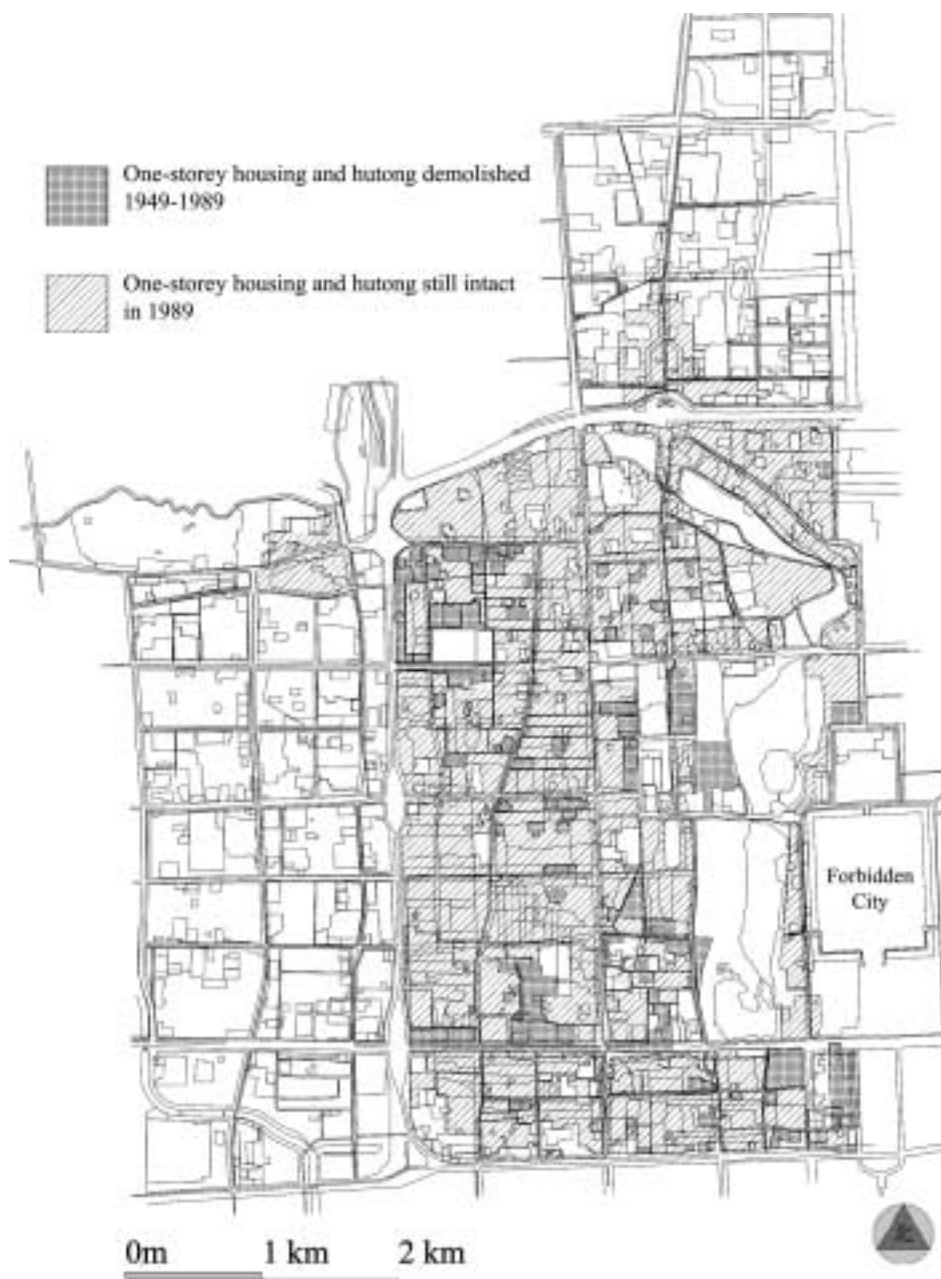 One-storey housing and hutong demolished
1949-1989
One-storey housing and hutong still intact
in 1989
Forbidden
City
0m 1 km 2 km